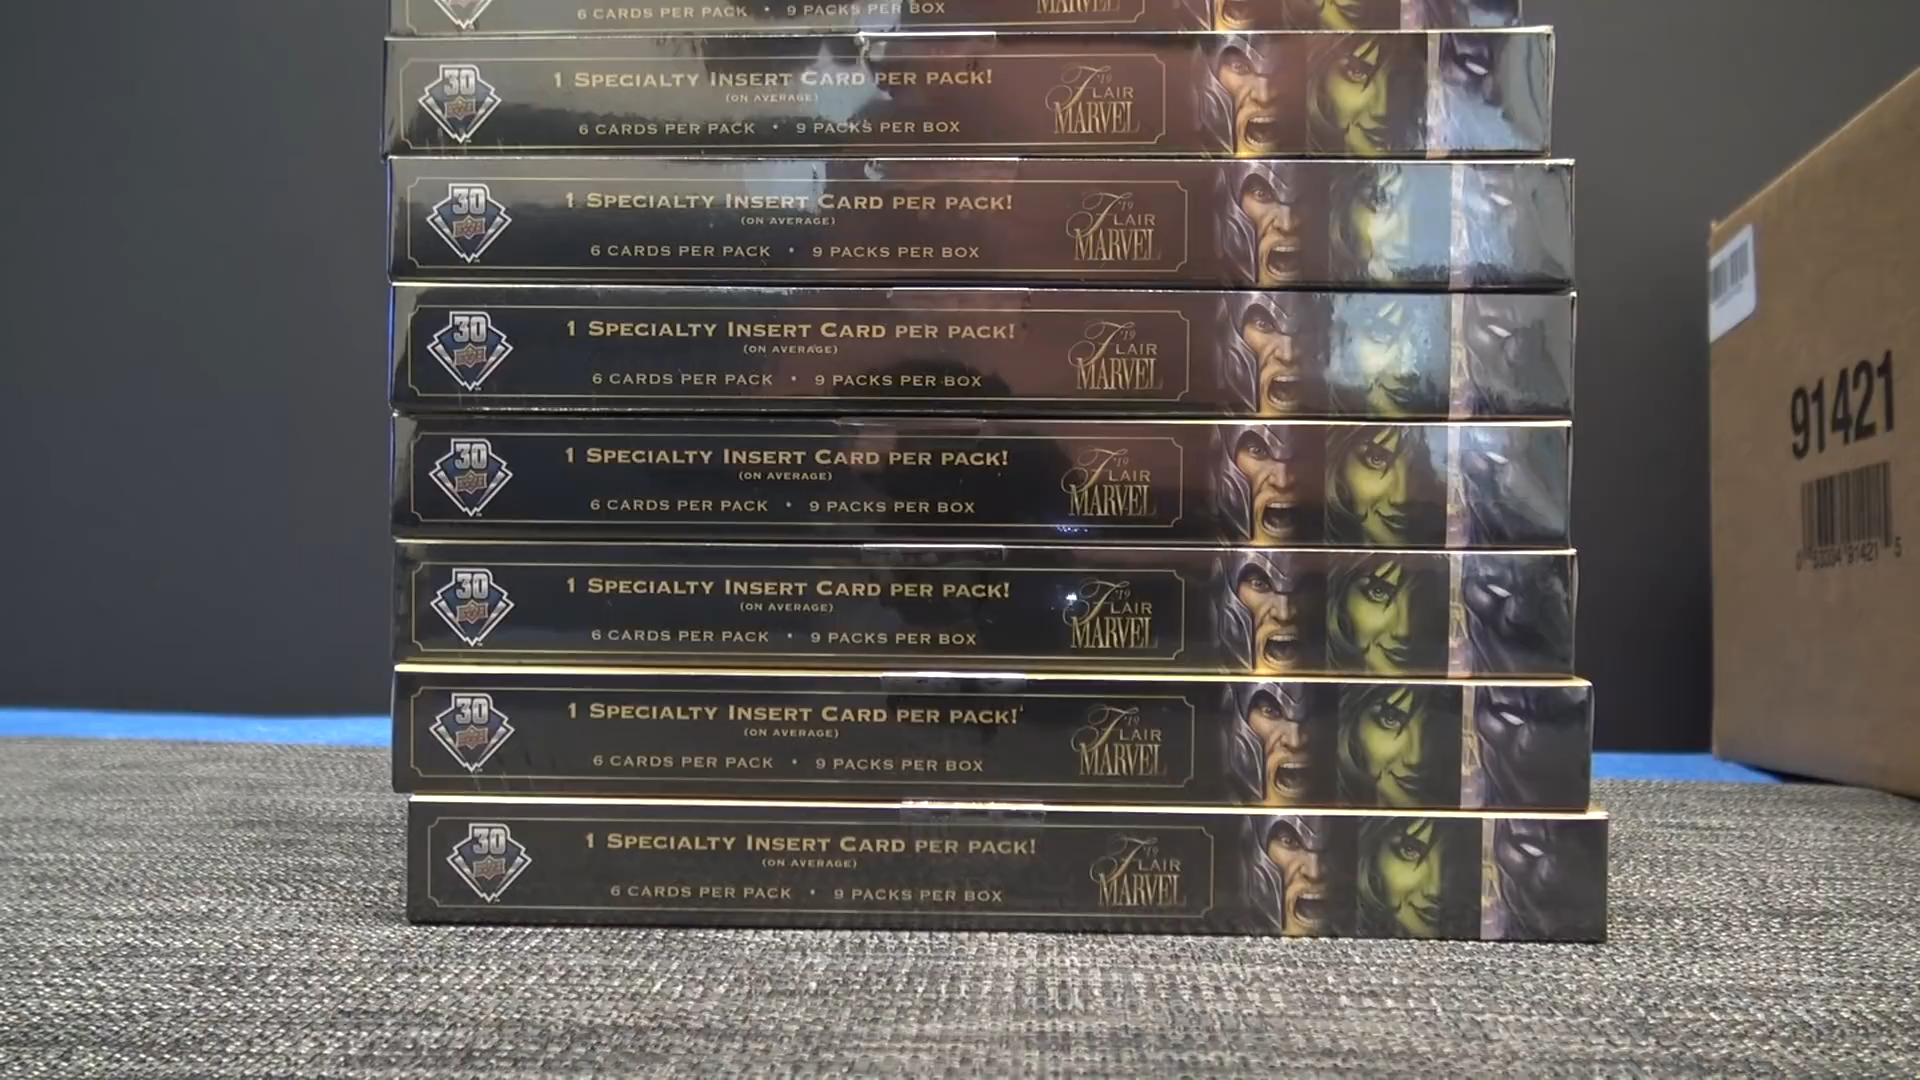 6 CARDS PER PACK • 9 PACKS PER BOX
MARVEL
30
1 SPECIALTY INSERT CARD PER PACK!
(ON AVERAGE)
6 CARDS PER PACK • 9 PACKS PER BOX
'19
FLAIR
MARVEL
30
1 SPECIALTY INSERT CARD PER PACK!
(ON AVERAGE)
6 CARDS PER PACK • 9 PACKS PER BOX
'19
FLAIR
MARVEL
30
1 SPECIALTY INSERT CARD PER PACK!
(ON AVERAGE)
6 CARDS PER PACK • 9 PACKS PER BOX
'19
FLAIR
MARVEL
30
1 SPECIALTY INSERT CARD PER PACK!
(ON AVERAGE)
6 CARDS PER PACK • 9 PACKS PER BOX
'19
FLAIR
MARVEL
30
1 SPECIALTY INSERT CARD PER PACK!
(ON AVERAGE)
6 CARDS PER PACK • 9 PACKS PER BOX
'19
FLAIR
MARVEL
30
1 SPECIALTY INSERT CARD PER PACK!
(ON AVERAGE)
6 CARDS PER PACK • 9 PACKS PER BOX
'19
FLAIR
MARVEL
30
1 SPECIALTY INSERT CARD PER PACK!
(ON AVERAGE)
6 CARDS PER PACK • 9 PACKS PER BOX
'19
FLAIR
MARVEL
91421